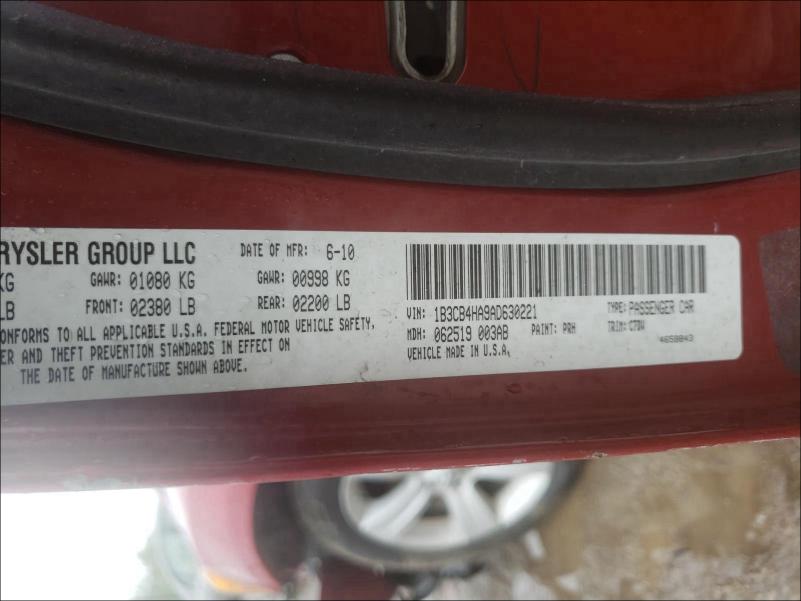 RYSLER GROUP LLC DATE OF MFR: 6-10
KG GAWR: 01080 KG GAWR: 00998 KG
LB FRONT: 02380 LB REAR: 02200 LB
ONFORMS TO ALL APPLICABLE U.S.A. FEDERAL MOTOR VEHICLE SAFETY,
ER AND THEFT PREVENTION STANDARDS IN EFFECT ON
THE DATE OF MANUFACTURE SHOWN ABOVE.
VIN: 1B3CB4HA9AD630221 TYPE: PASSENGER CAR
MDH: 062519 003AB PAINT: PRH TRIM: C7DV
VEHICLE MADE IN U.S.A. 4658043